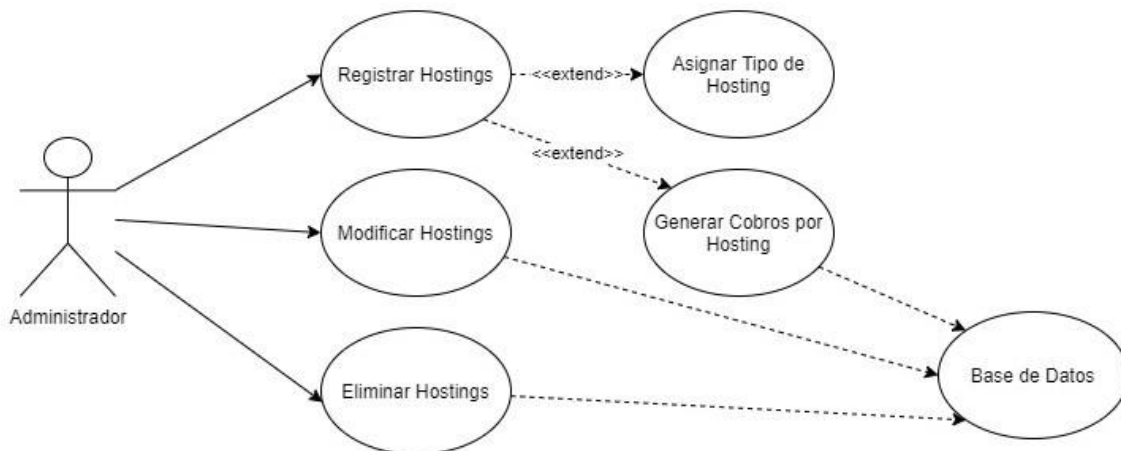 Registrar Hostings
<<extend>>
Asignar Tipo de
Hosting
<<extend>>
Modificar Hostings
Generar Cobros por
Hosting
Administrador
Eliminar Hostings
Base de Datos